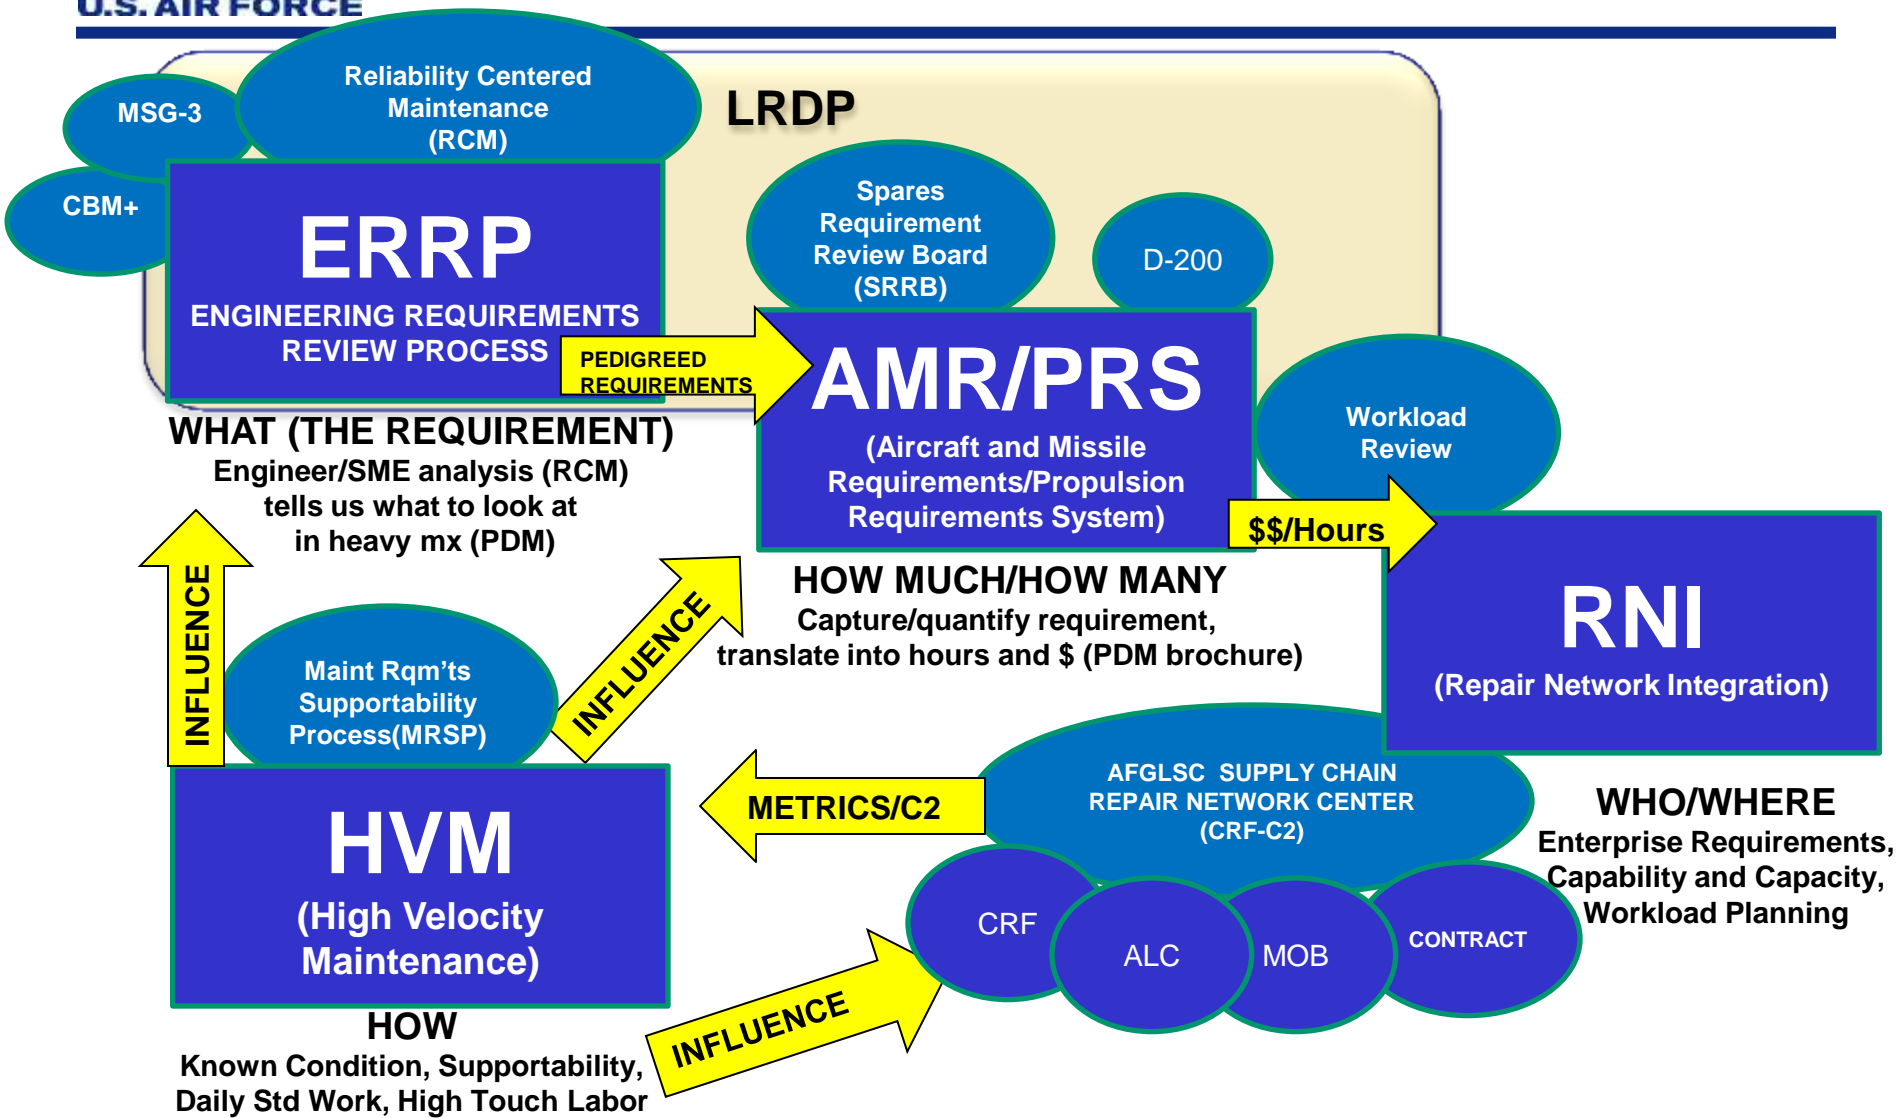 U.S. AIR FORCE
LRDP
Reliability Centered
Maintenance
(RCM)
MSG-3
CBM+
ERRP
ENGINEERING REQUIREMENTS
REVIEW PROCESS
PEDIGREED
REQUIREMENTS
Spares
Requirement
Review Board
(SRRB)
D-200
AMR/PRS
(Aircraft and Missile
Requirements/Propulsion
Requirements System)
Workload
Review
$$/Hours
WHAT (THE REQUIREMENT)
Engineer/SME analysis (RCM)
tells us what to look at
in heavy mx (PDM)
HOW MUCH/HOW MANY
Capture/quantify requirement,
translate into hours and $ (PDM brochure)
RNI
(Repair Network Integration)
INFLUENCE
INFLUENCE
Maint Rqm'ts
Supportability
Process(MRSP)
HVM
(High Velocity
Maintenance)
METRICS/C2
AFGLSC  SUPPLY CHAIN
REPAIR NETWORK CENTER
(CRF-C2)
WHO/WHERE
Enterprise Requirements,
Capability and Capacity,
Workload Planning
CRF
ALC
MOB
CONTRACT
HOW
Known Condition, Supportability,
Daily Std Work, High Touch Labor
INFLUENCE